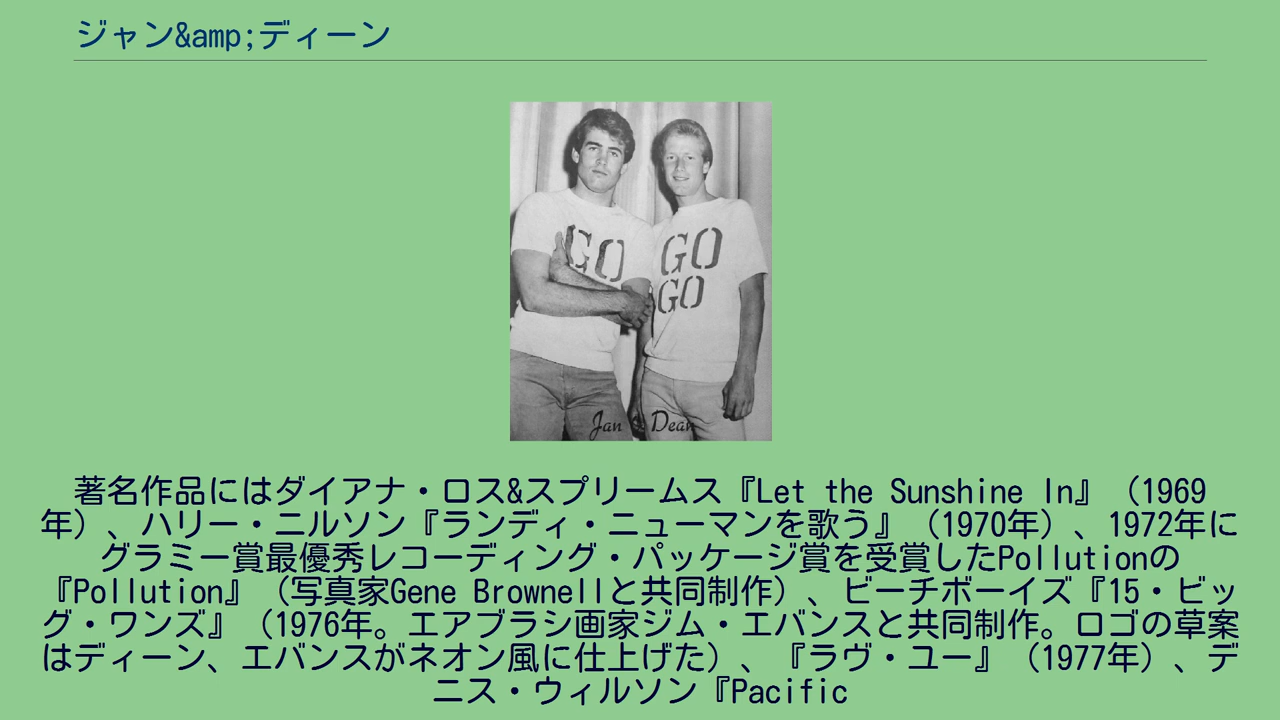 ジャン&amp;ディーン
GO
GO
GO
Jan & Dean
著名作品にはダイアナ・ロス&スプリームス『Let the Sunshine In』（1969
年）、ハリー・ニルソン『ランディ・ニューマンを歌う』（1970年）、1972年に
グラミー賞最優秀レコーディング・パッケージ賞を受賞したPollutionの
『Pollution』（写真家Gene Brownellと共同制作）、ビーチボーイズ『15・ビッ
グ・ワンズ』（1976年。エアブラシ画家ジム・エバンスと共同制作。ロゴの草案
はディーン、エバンスがネオン風に仕上げた）、『ラヴ・ユー』（1977年）、デ
ニス・ウィルソン『Pacific